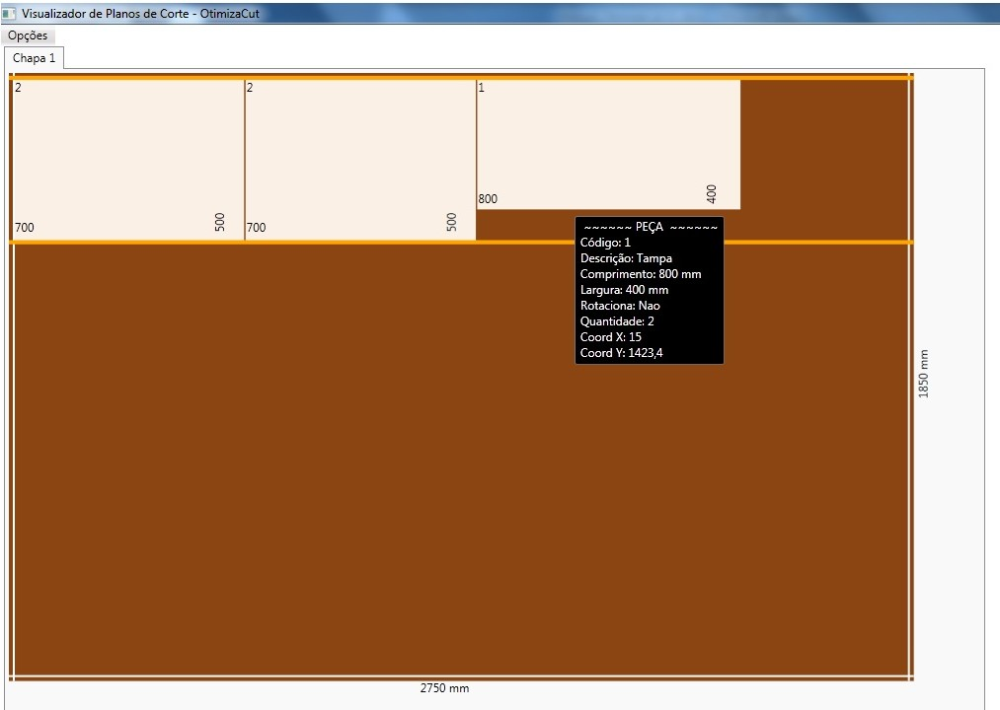 Visualizador de Planos de Corte - OtimizaCut
Opções
Chapa 1
2
2
1
700
500
700
500
800
400
~~~~~~ PEÇA ~~~~~~
Código: 1
Descrição: Tampa
Comprimento: 800 mm
Largura: 400 mm
Rotaciona: Nao
Quantidade: 2
Coord X: 15
Coord Y: 1423,4
1850 mm
2750 mm